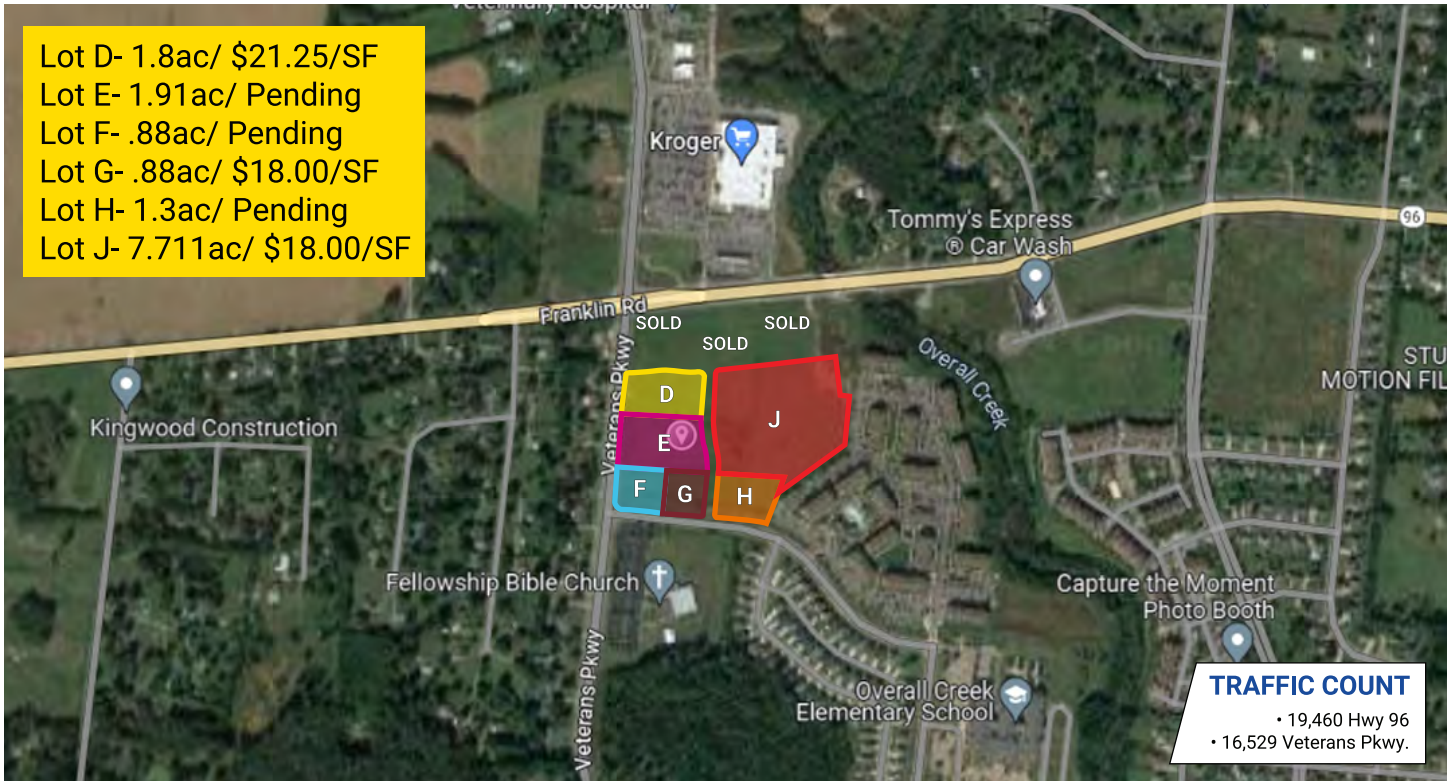 Veterinary Hospital
Lot D- 1.8ac/ $21.25/SF
Lot E- 1.91ac/ Pending
Lot F- .88ac/ Pending
Lot G- .88ac/ $18.00/SF
Lot H- 1.3ac/ Pending
Lot J- 7.711ac/ $18.00/SF
Kroger
Tommy's Express
® Car Wash
96
Franklin Rd
SOLD
SOLD
SOLD
Veterans Pkwy
Overall Creek
STU
MOTION FIL
Kingwood Construction
D
E
J
F
G
H
Fellowship Bible Church
Capture the Moment
Photo Booth
Veterans Pkwy
Overall Creek
Elementary School
TRAFFIC COUNT
• 19,460 Hwy 96
• 16,529 Veterans Pkwy.